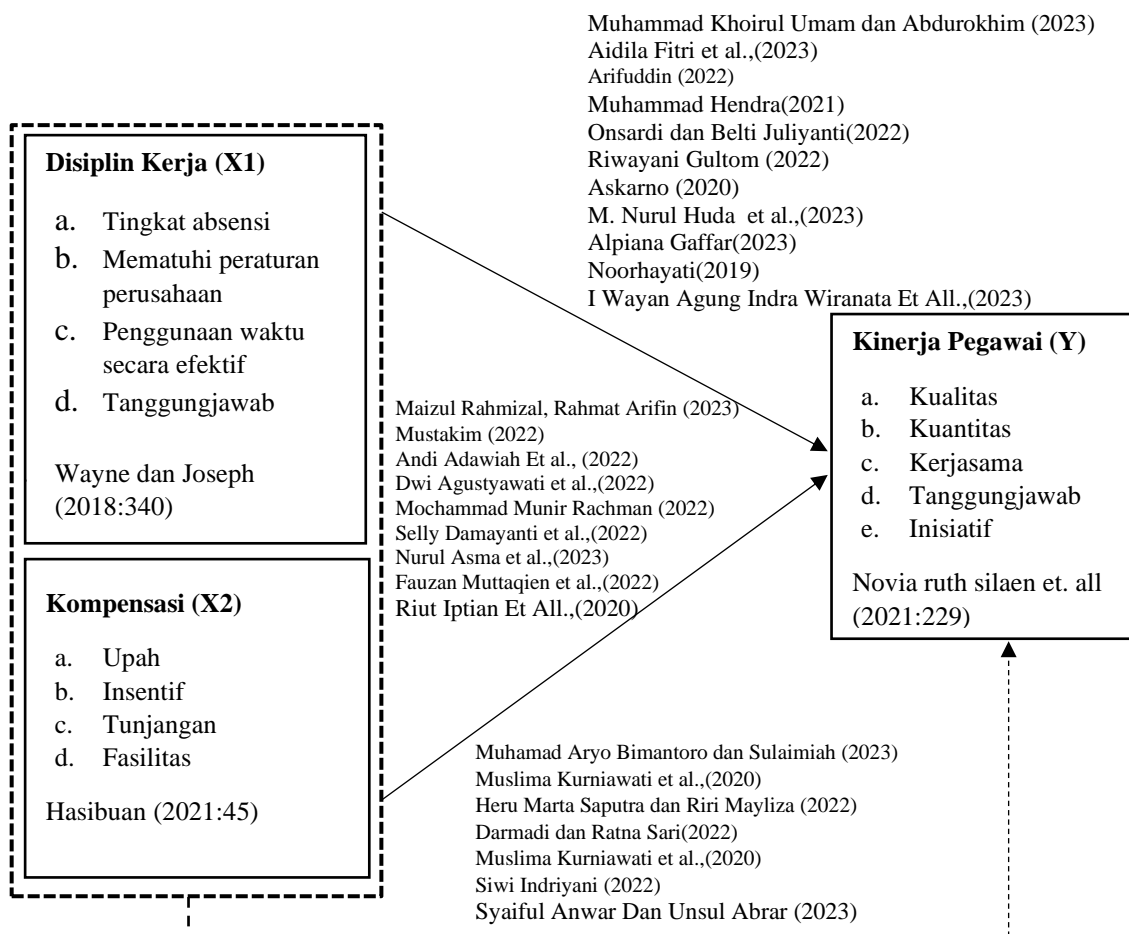 Muhammad Khoirul Umam dan Abdurokhim (2023)
Aidila Fitri et al.,(2023)
Arifuddin (2022)
Muhammad Hendra(2021)
Onsardi dan Belti Juliyanti(2022)
Riwayani Gultom (2022)
Askarno (2020)
M. Nurul Huda et al.,(2023)
Alpiana Gaffar(2023)
Noorhayati(2019)
I Wayan Agung Indra Wiranata Et All.,(2023)
Disiplin Kerja (X1)
a. Tingkat absensi
b. Mematuhi peraturan
perusahaan
c. Penggunaan waktu
secara efektif
d. Tanggungjawab
Wayne dan Joseph
(2018:340)
Maizul Rahmizal, Rahmat Arifin (2023)
Mustakim (2022)
Andi Adawiah Et al., (2022)
Dwi Agustyawati et al.,(2022)
Mochammad Munir Rachman (2022)
Selly Damayanti et al.,(2022)
Nurul Asma et al.,(2023)
Fauzan Muttaqien et al.,(2022)
Riut Iptian Et All.,(2020)
Kinerja Pegawai (Y)
a. Kualitas
b. Kuantitas
c. Kerjasama
d. Tanggungjawab
e. Inisiatif
Novia ruth silaen et. all
(2021:229)
Kompensasi (X2)
a. Upah
b. Insentif
c. Tunjangan
d. Fasilitas
Hasibuan (2021:45)
Muhamad Aryo Bimantoro dan Sulaimiah (2023)
Muslima Kurniawati et al.,(2020)
Heru Marta Saputra dan Riri Mayliza (2022)
Darmadi dan Ratna Sari(2022)
Muslima Kurniawati et al.,(2020)
Siwi Indriyani (2022)
Syaiful Anwar Dan Unsul Abrar (2023)